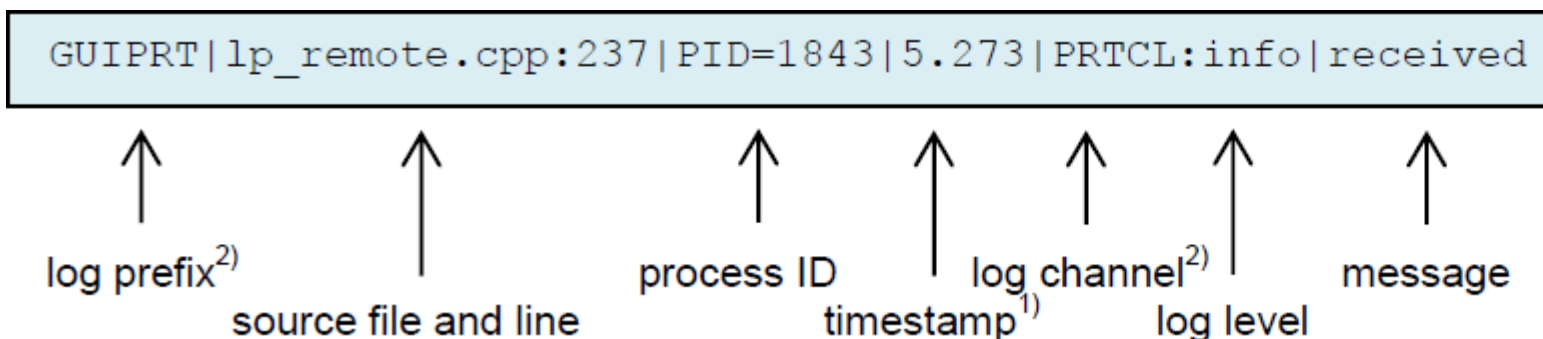 GUIPRT|lp_remote.cpp:237|PID=1843|5.273|PRTCL:info|received
log prefix2) process ID log channel2) message
source file and line timestamp1) log level